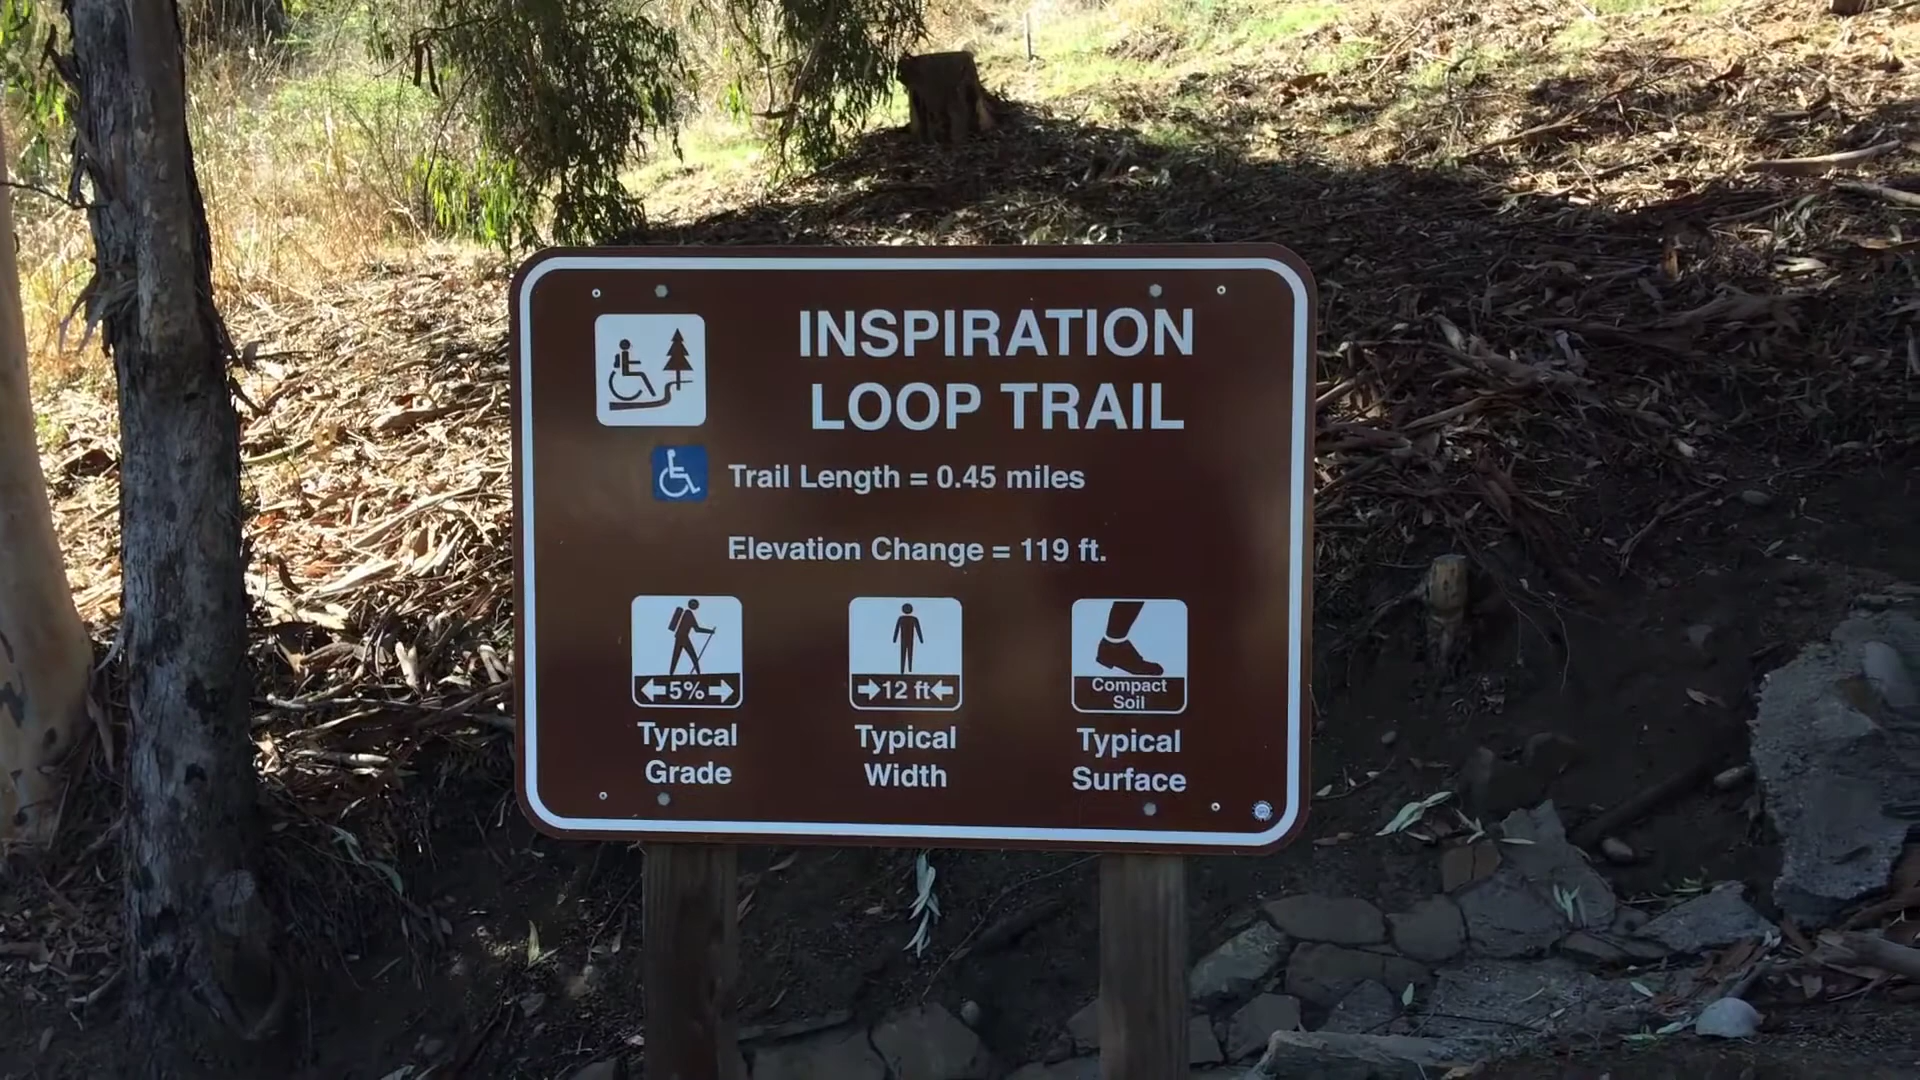 INSPIRATION
LOOP TRAIL
Trail Length = 0.45 miles
Elevation Change = 119 ft.
5%
12 ft
Compact
Soil
Typical
Grade
Typical
Width
Typical
Surface